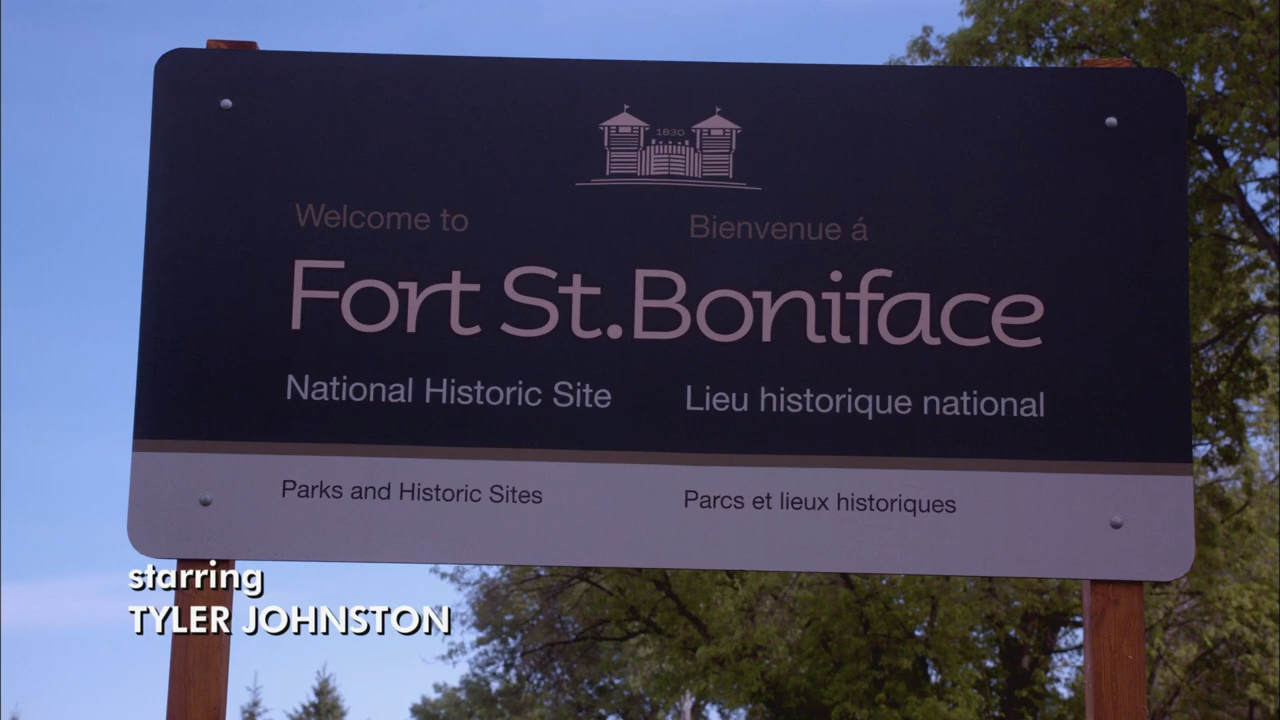 1830
Welcome to
Bienvenue á
Fort St. Boniface
National Historic Site
Lieu historique national
Parks and Historic Sites
Parcs et lieux historiques
starring
TYLER JOHNSTON